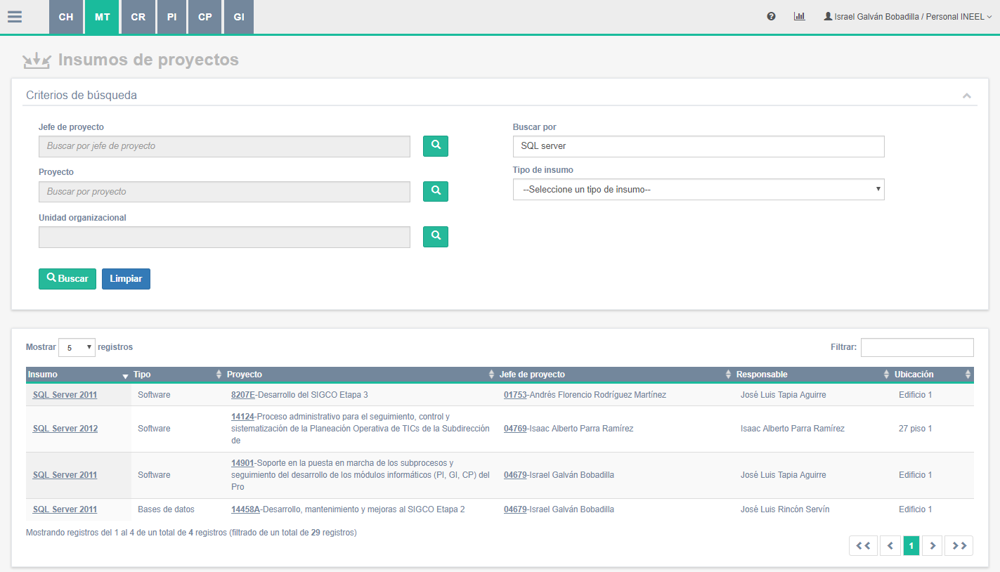 CH MT CR PI CP GI Israel Galván Bobadilla / Personal INEEL
Insumos de proyectos
Criterios de búsqueda
Jefe de proyecto
Buscar por jefe de proyecto
Proyecto
Buscar por proyecto
Unidad organizacional
Buscar por
SQL server
Tipo de insumo
--Seleccione un tipo de insumo--
Buscar Limpiar
Mostrar 5 registros Filtrar:
Insumo Tipo Proyecto Jefe de proyecto Responsable Ubicación
SQL Server 2011 Software 8207E-Desarrollo del SIGCO Etapa 3 01753-Andrés Florencio Rodríguez Martínez José Luis Tapia Aguirre Edificio 1
14124-Proceso administrativo para el seguimiento, control y
SQL Server 2012 Software sistematización de la Planeación Operativa de TICs de la Subdirección 04769-Isaac Alberto Parra Ramírez Isaac Alberto Parra Ramírez 27 piso 1
de
14901-Soporte en la puesta en marcha de los subprocesos y
SQL Server 2011 Software seguimiento del desarrollo de los módulos informáticos (PI, GI, CP) del 04679-Israel Galván Bobadilla José Luis Tapia Aguirre Edificio 1
Pro
SQL Server 2011 Bases de datos 14458A-Desarrollo, mantenimiento y mejoras al SIGCO Etapa 2 04679-Israel Galván Bobadilla José Luis Rincón Servín Edificio 1
Mostrando registros del 1 al 4 de un total de 4 registros (filtrado de un total de 29 registros)
<< < 1 > >>